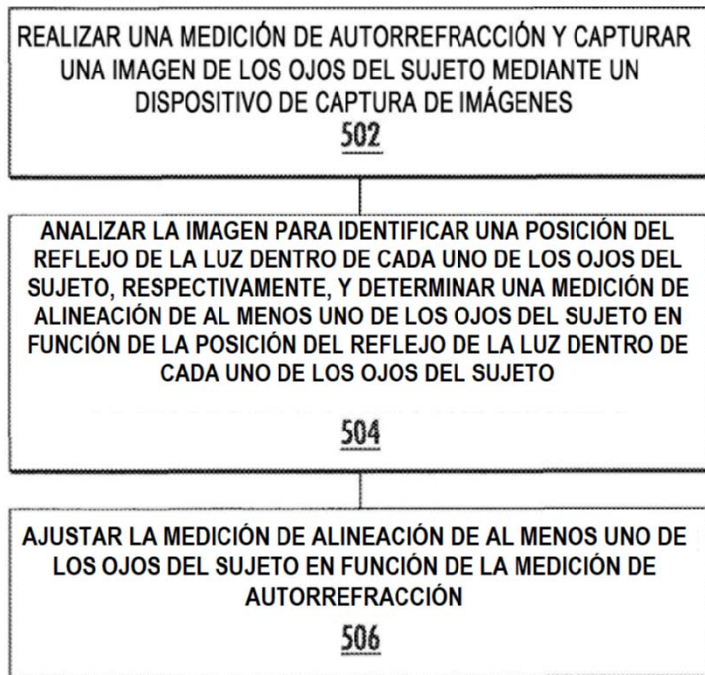 REALIZAR UNA MEDICIÓN DE AUTORREFRACCIÓN Y CAPTURAR
UNA IMAGEN DE LOS OJOS DEL SUJETO MEDIANTE UN
DISPOSITIVO DE CAPTURA DE IMÁGENES
502
ANALIZAR LA IMAGEN PARA IDENTIFICAR UNA POSICIÓN DEL
REFLEJO DE LA LUZ DENTRO DE CADA UNO DE LOS OJOS DEL
SUJETO, RESPECTIVAMENTE, Y DETERMINAR UNA MEDICIÓN DE
ALINEACIÓN DE AL MENOS UNO DE LOS OJOS DEL SUJETO EN
FUNCIÓN DE LA POSICIÓN DEL REFLEJO DE LA LUZ DENTRO DE
CADA UNO DE LOS OJOS DEL SUJETO
504
AJUSTAR LA MEDICIÓN DE ALINEACIÓN DE AL MENOS UNO DE
LOS OJOS DEL SUJETO EN FUNCIÓN DE LA MEDICIÓN DE
AUTORREFRACCIÓN
506